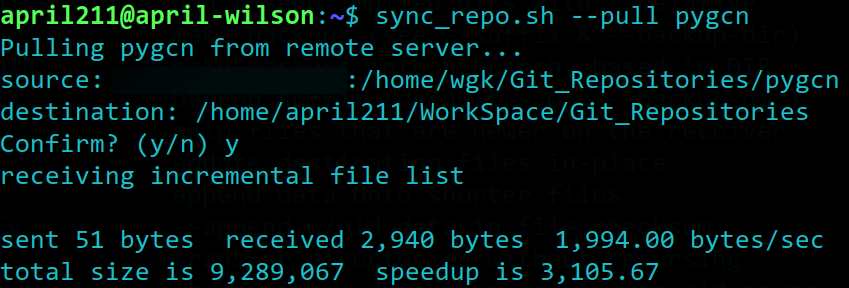 april211@april-wilson:~$ sync_repo.sh --pull pygcn
Pulling pygcn from remote server...
source: :/home/wgk/Git_Repositories/pygcn
destination: /home/april211/WorkSpace/Git_Repositories
Confirm? (y/n) y
receiving incremental file list
sent 51 bytes  received 2,940 bytes  1,994.00 bytes/sec
total size is 9,289,067  speedup is 3,105.67